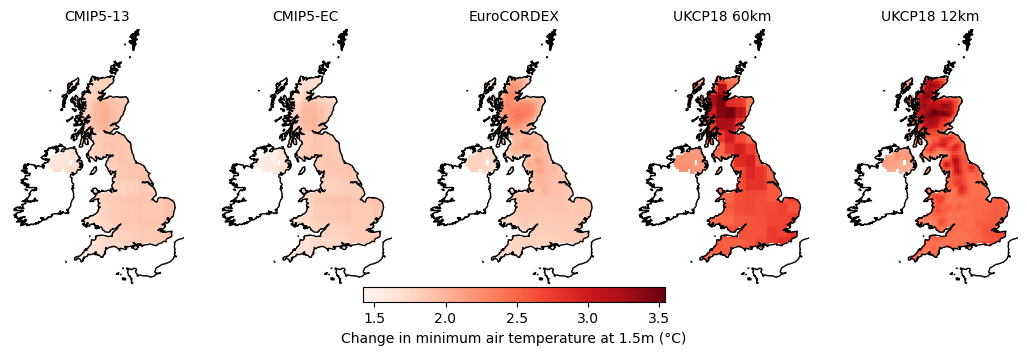 CMIP5-13
CMIP5-EC
EuroCORDEX
UKCP18 60km
UKCP18 12km
1.5
2.0
2.5
3.0
3.5
Change in minimum air temperature at 1.5m (°C)